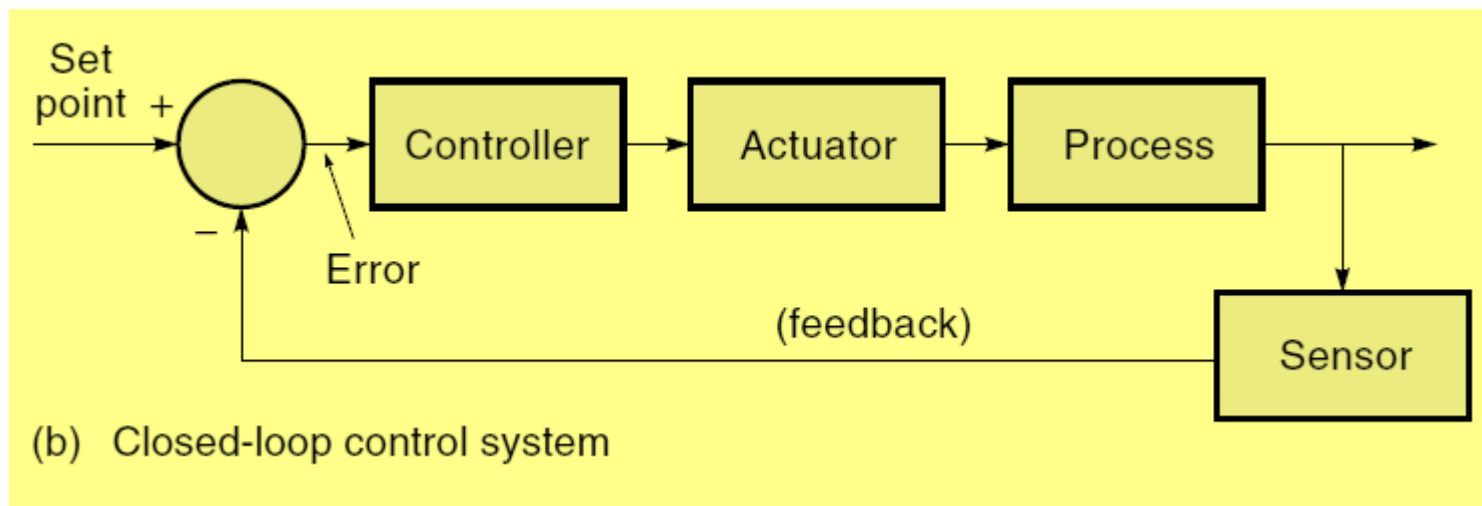 Set
point +
Controller
Actuator
Process
–
Error
(feedback)
Sensor
(b) Closed-loop control system